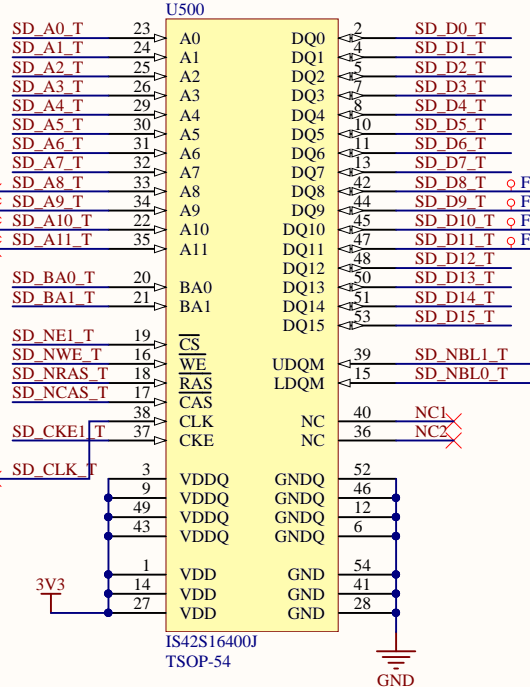 U500
SD_A0_T 23 A0 DQ0 2 SD_D0_T
SD_A1_T 24 A1 DQ1 4 SD_D1_T
SD_A2_T 25 A2 DQ2 5 SD_D2_T
SD_A3_T 26 A3 DQ3 7 SD_D3_T
SD_A4_T 29 A4 DQ4 8 SD_D4_T
SD_A5_T 30 A5 DQ5 10 SD_D5_T
SD_A6_T 31 A6 DQ6 11 SD_D6_T
SD_A7_T 32 A7 DQ7 13 SD_D7_T
SD_A8_T 33 A8 DQ8 42 SD_D8_T F
SD_A9_T 34 A9 DQ9 44 SD_D9_T F
SD_A10_T 22 A10 DQ10 45 SD_D10_T F
SD_A11_T 35 A11 DQ11 47 SD_D11_T F
DQ12 48 SD_D12_T
SD_BA0_T 20 BA0 DQ13 50 SD_D13_T
SD_BA1_T 21 BA1 DQ14 51 SD_D14_T
DQ15 53 SD_D15_T
SD_NE1_T 19 CS
SD_NWE_T 16 WE UDQM 39 SD_NBL1_T
SD_NRAS_T 18 RAS LDQM 15 SD_NBL0_T
SD_NCAS_T 17 CAS
38 CLK NC 40 NC1
SD_CKE1_T 37 CKE NC 36 NC2
SD_CLK_T
3 VDDQ GNDQ 52
9 VDDQ GNDQ 46
49 VDDQ GNDQ 12
43 VDDQ GNDQ 6
1 VDD GND 54
3V3 14 VDD GND 41
27 VDD GND 28
IS42S16400J
TSOP-54
GND